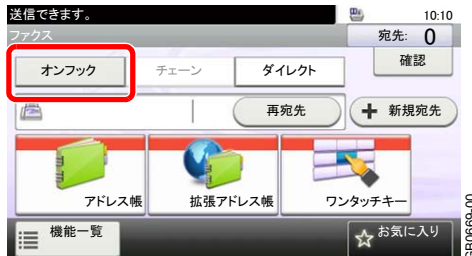 送信できます。
10:10
ファクス
宛先: 0
オンフック
チェーン
ダイレクト
確認
再宛先
新規宛先
アドレス帳
拡張アドレス帳
ワンタッチキー
機能一覧
お気に入り
GB0699-00